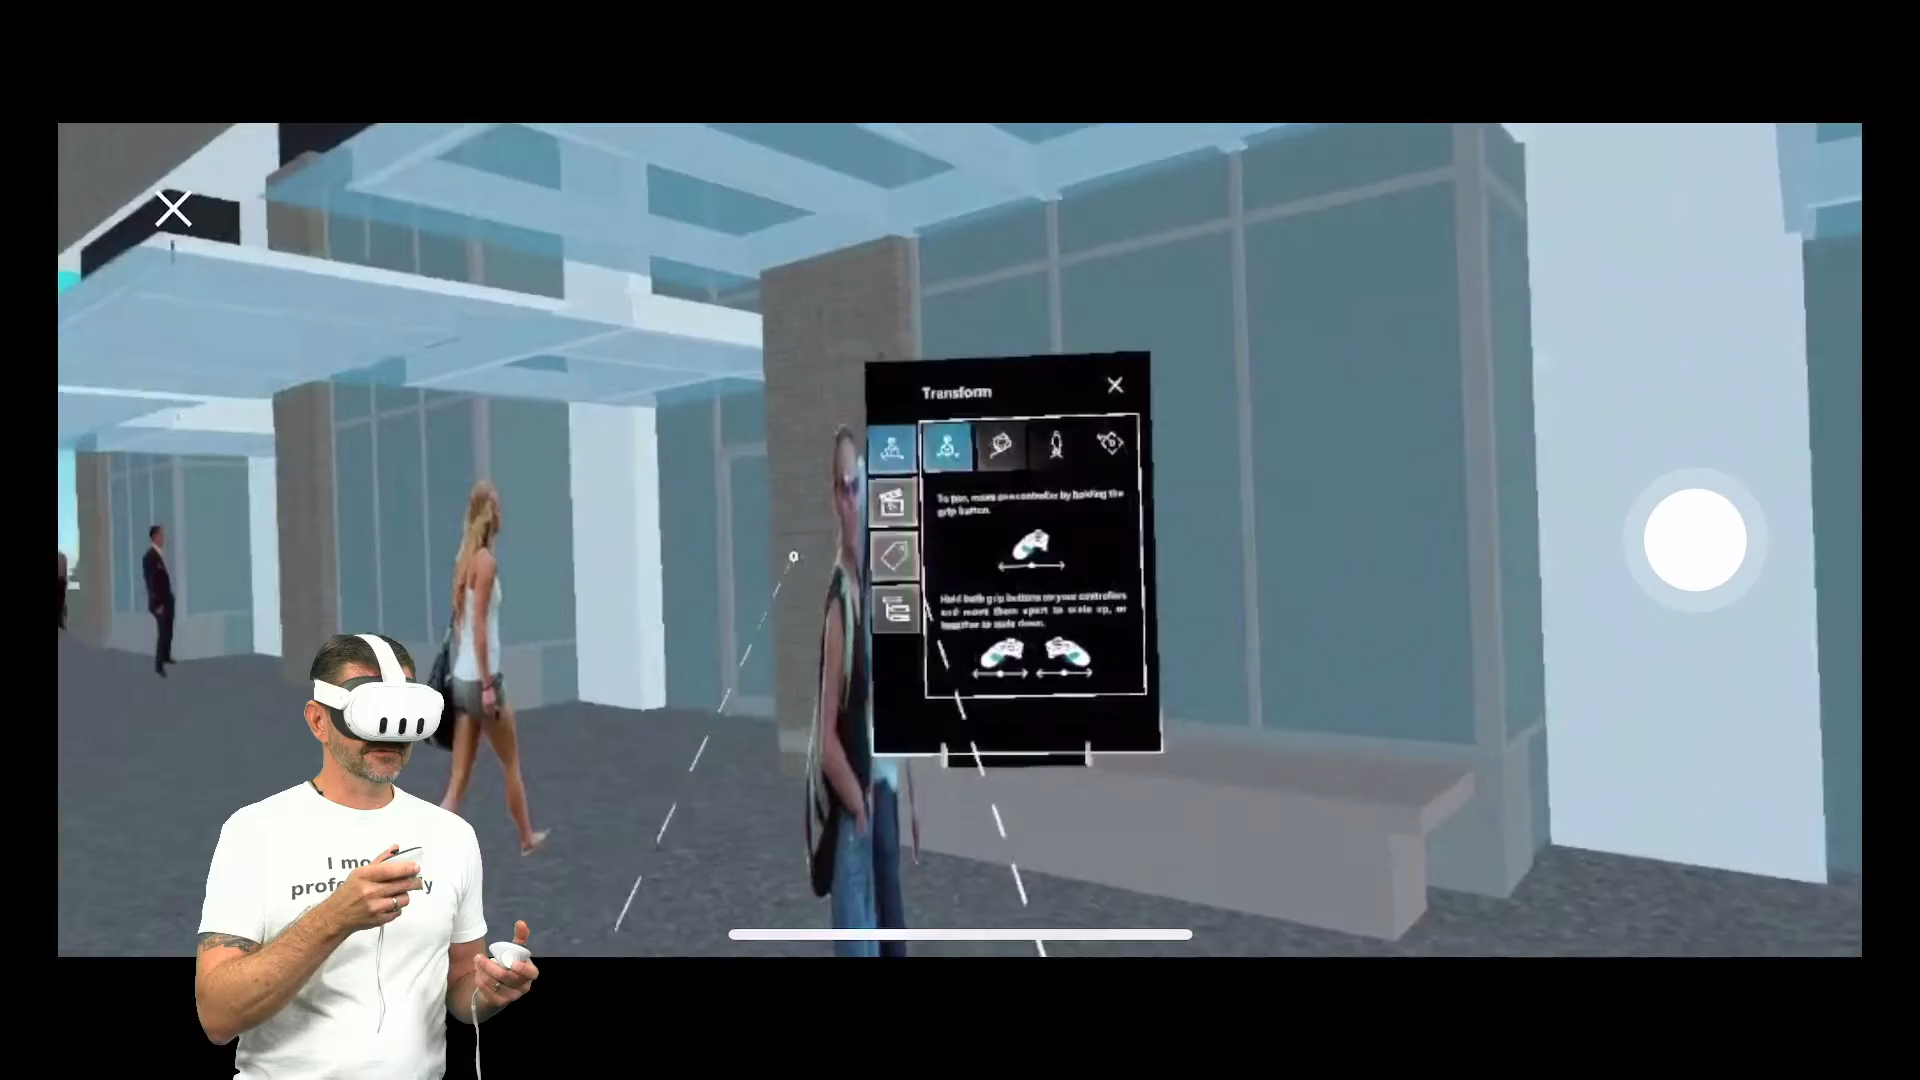 Transform
To pan, move one controller by holding the
grip button.
Hold both grip buttons on your controllers
and move them apart to scale up, or
together to scale down.
I mo
profe
y